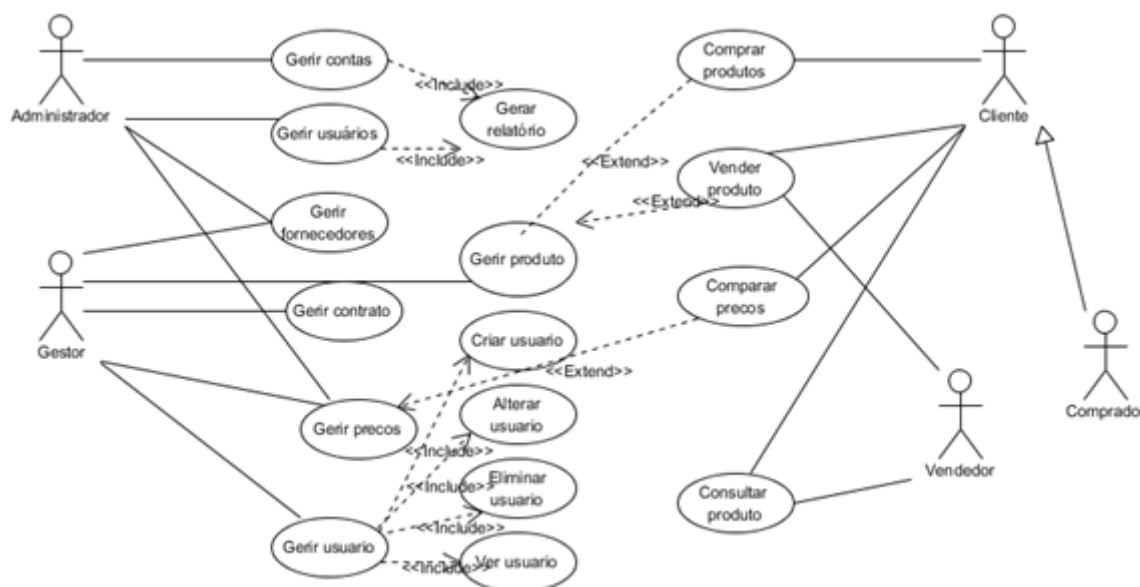 Gerir contas
Comprar
produtos
<<Include>>
Administrador
Gerar
relatório
Cliente
Gerir usuários
<<Include>>
<<Extend>>
Vender
produto
<<Extend>>
Gerir
fornecedores
Gerir produto
Comparar
precos
Gerir contrato
Gestor
Criar usuario
<<Extend>>
Alterar
usuario
Comprado
Gerir precos
<<Include>>
Vendedor
<<Include>>
Eliminar
usuario
Consultar
produto
<<Include>>
Gerir usuario
Ver usuario
<<Include>>